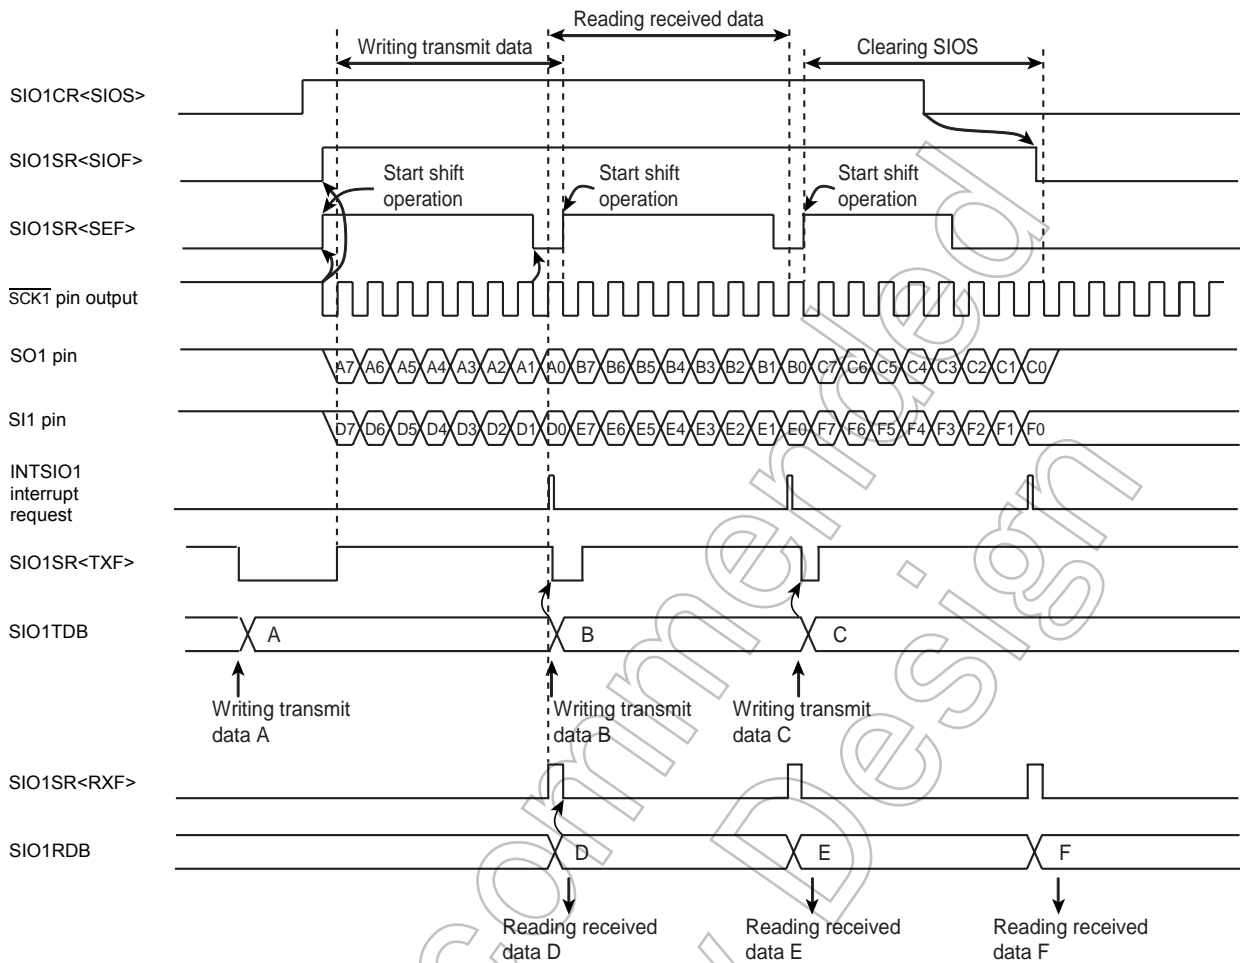 Reading received data
Writing transmit data
Clearing SIOS
SIO1CR<SIOS>
SIO1SR<SIOF>
Start shift
operation
Start shift
operation
Start shift
operation
SIO1SR<SEF>
SCK1 pin output
SO1 pin
A7 A6 A5 A4 A3 A2 A1 A0 B7 B6 B5 B4 B3 B2 B1 B0 C7 C6 C5 C4 C3 C2 C1 C0
SI1 pin
D7 D6 D5 D4 D3 D2 D1 D0 E7 E6 E5 E4 E3 E2 E1 E0 F7 F6 F5 F4 F3 F2 F1 F0
INTSIO1
interrupt
request
SIO1SR<TXF>
SIO1TDB
A
B
C
Writing transmit
data A
Writing transmit
data B
Writing transmit
data C
SIO1SR<RXF>
SIO1RDB
D
E
F
Reading received
data D
Reading received
data E
Reading received
data F
commended
Design